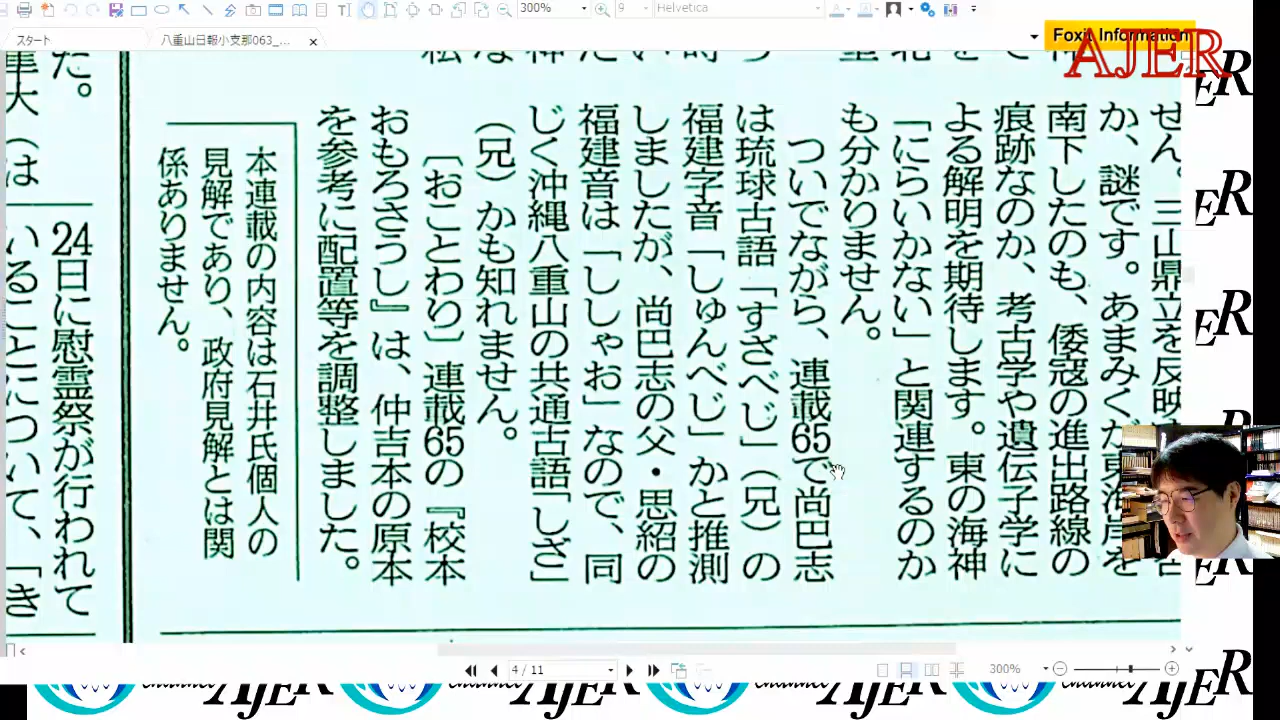 300%
9
Helvetica
スタート
八重山日報小支那063_...
Foxit Information
AJER
せん。三山鼎立を反映
か、謎です。あまみくが東海岸を
南下したのも、倭寇の進出路線の
痕跡なのか、考古学や遺伝子学に
よる解明を期待します。東の海神
「にらいかない」と関連するのか
も分かりません。
ついでながら、連載65で尚巴志
は琉球古語「すざべじ」（兄）の
福建字音「しゅんべじ」かと推測
しましたが、尚巴志の父・思紹の
福建音は「ししゃお」なので、同
じく沖縄八重山の共通古語「しざ」
（兄）かも知れません。
〔おことわり〕連載65の『校本
おもろさうし』は、仲吉本の原本
を参考に配置等を調整しました。
本連載の内容は石井氏個人の
見解であり、政府見解とは関
係ありません。
24日に慰霊祭が行われて
いることについて、「き
た。
隼大（は
4 / 11
300%